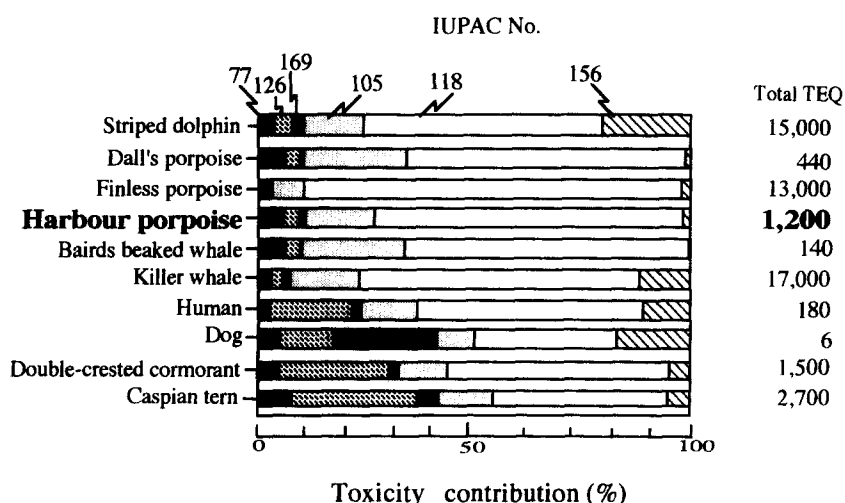 IUPAC No.
77 126 169 105 118 156
Total TEQ
Striped dolphin 15,000
Dall's porpoise 440
Finless porpoise 13,000
Harbour porpoise 1,200
Bairds beaked whale 140
Killer whale 17,000
Human 180
Dog 6
Double-crested cormorant 1,500
Caspian tern 2,700
0 50 100
Toxicity contribution (%)